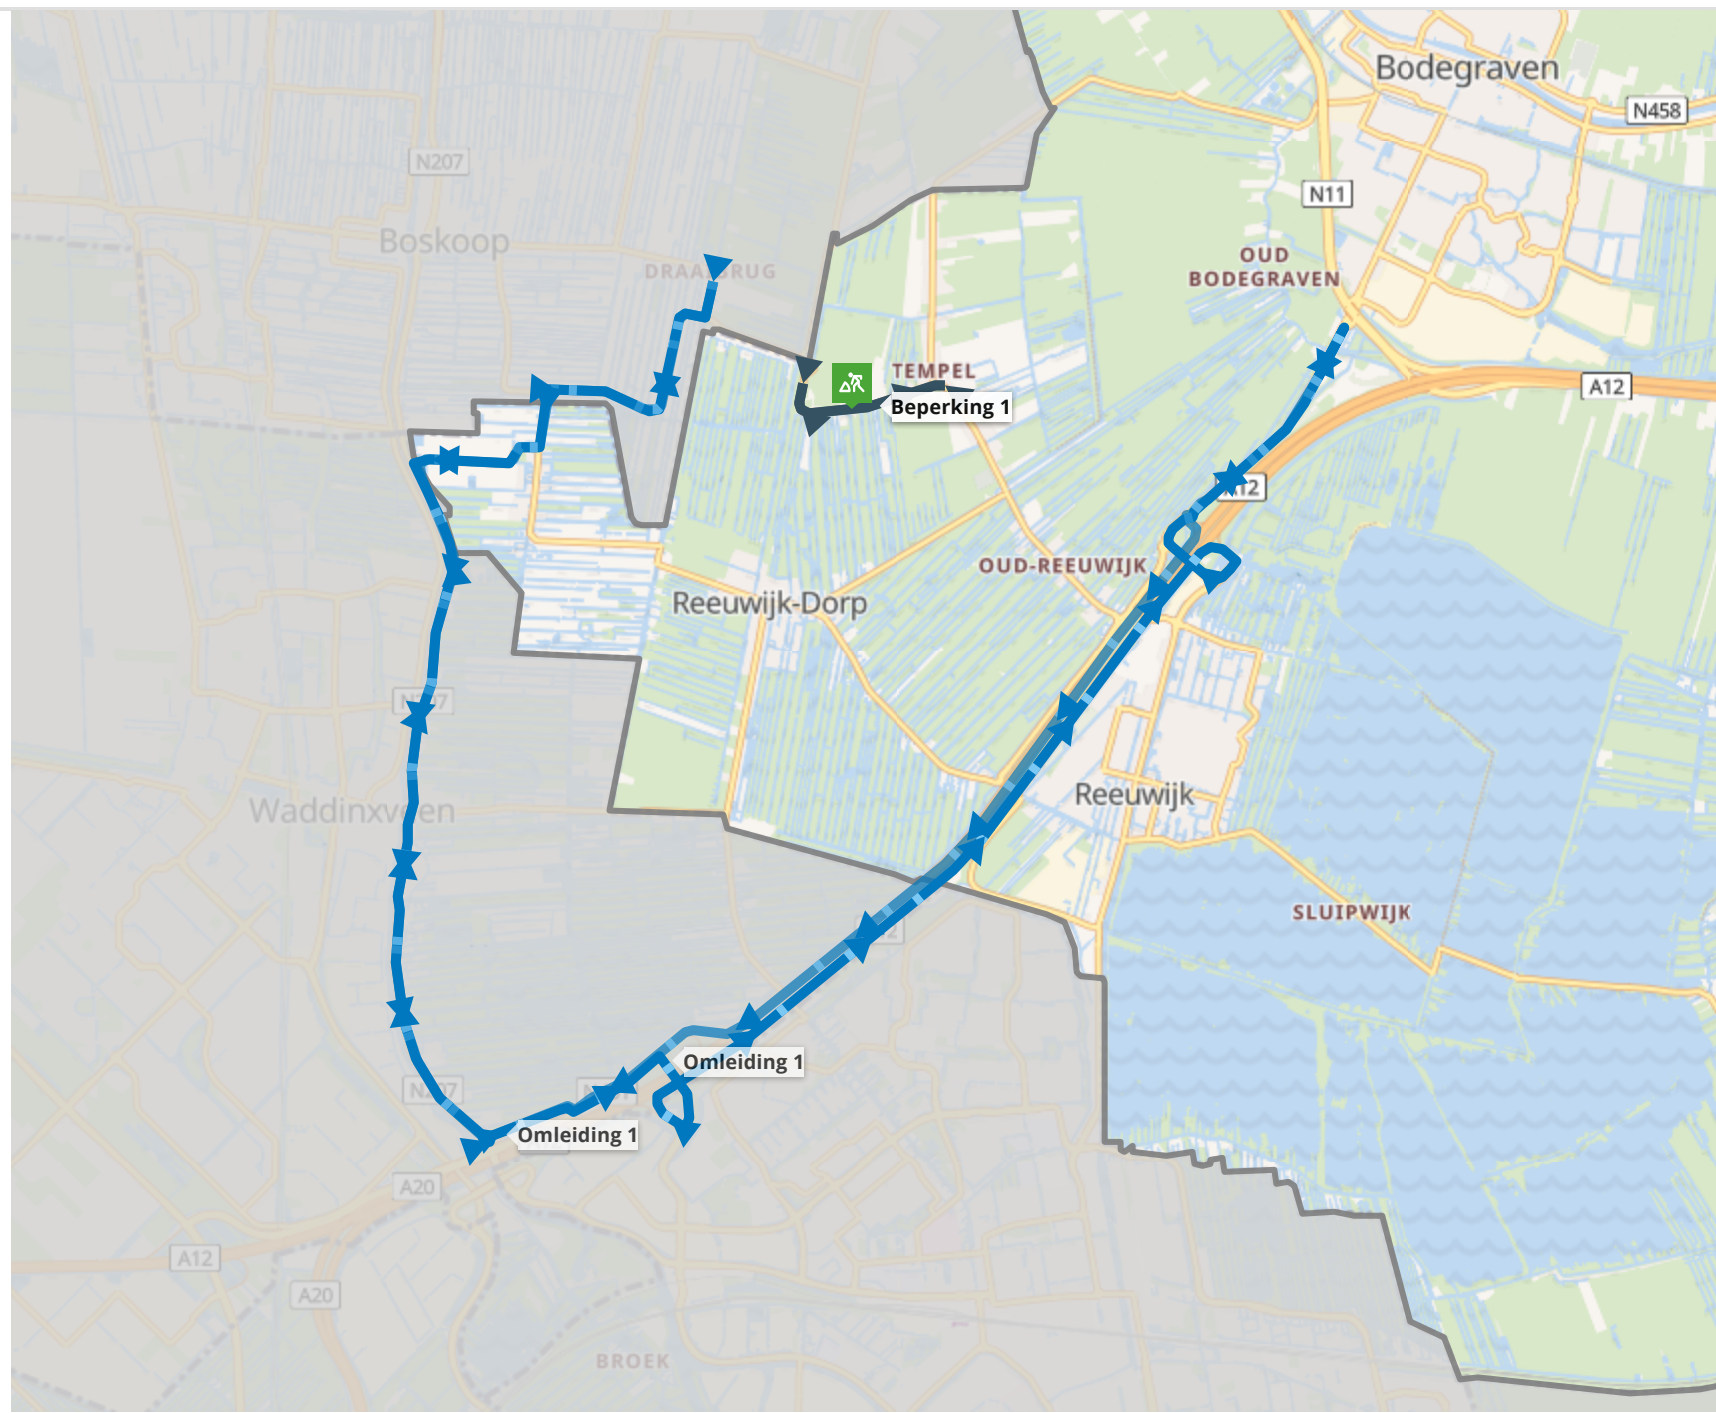 Bodegraven
N458
N207
N11
Boskoop
OUD
BODEGRAVEN
TEMPEL
A12
Beperking 1
OUD-REEUWIJK
Reeuwijk-Dorp
Reeuwijk
Waddinxveen
SLUIPWIJK
Omleiding 1
Omleiding 1
A20
A12
A20
BROEK